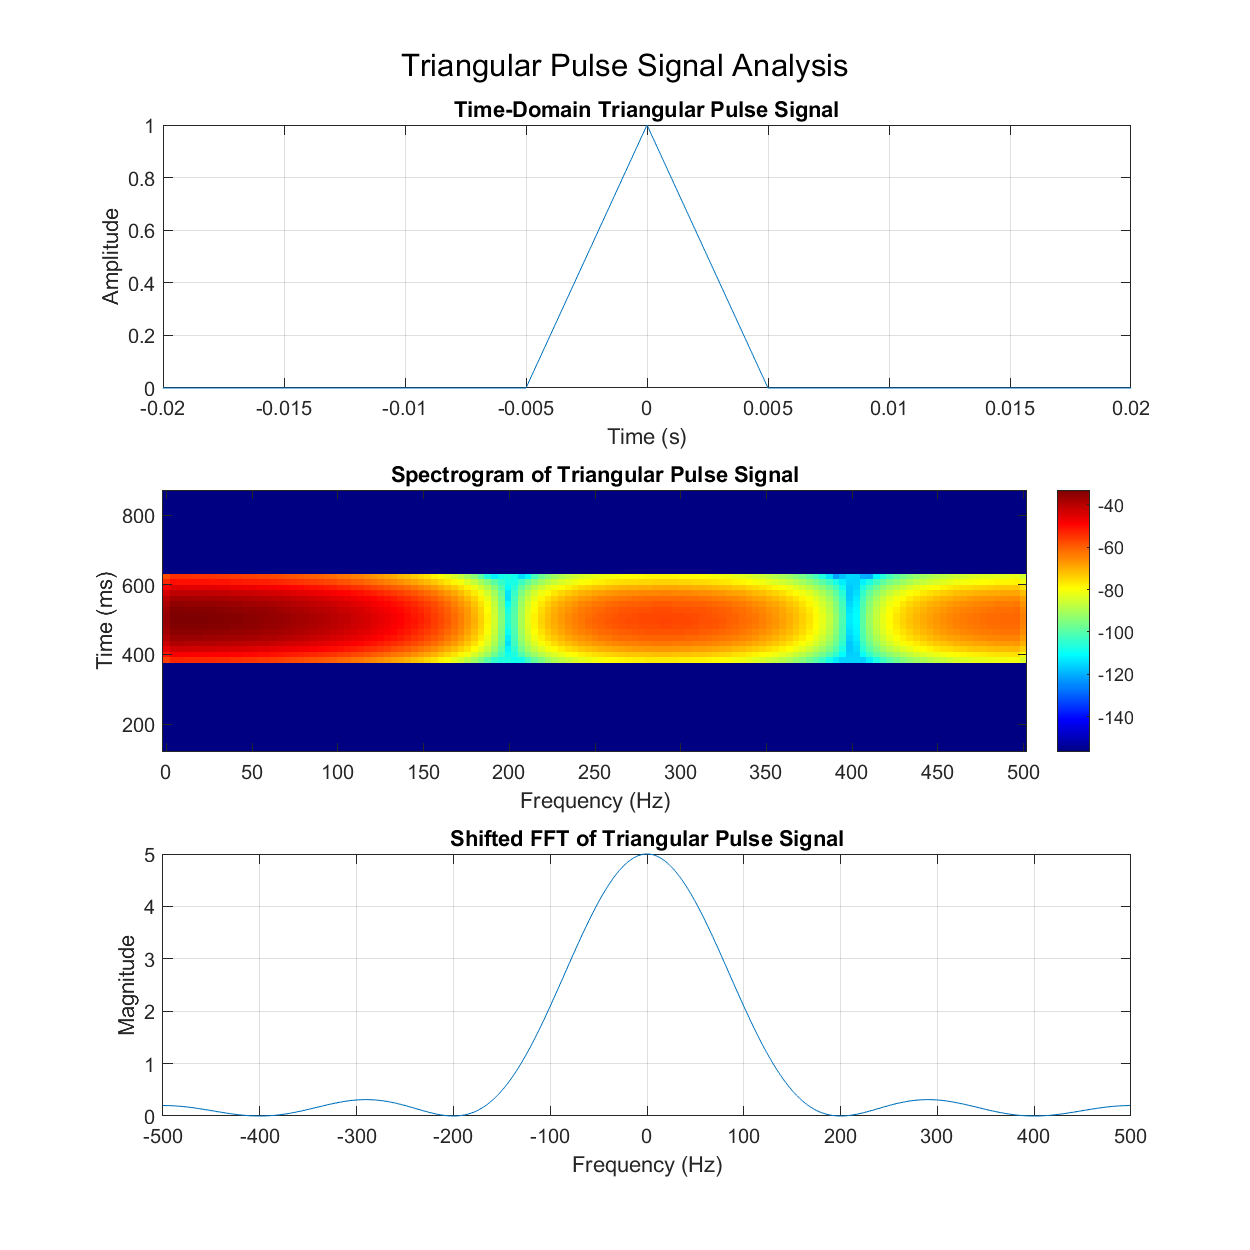 Triangular Pulse Signal Analysis
Time-Domain Triangular Pulse Signal
1
0.8
0.6
0.4
0.2
0
Amplitude
-0.02 -0.015 -0.01 -0.005 0 0.005 0.01 0.015 0.02
Time (s)
Spectrogram of Triangular Pulse Signal
800
600
400
200
Time (ms)
-40
-60
-80
-100
-120
-140
0 50 100 150 200 250 300 350 400 450 500
Frequency (Hz)
Shifted FFT of Triangular Pulse Signal
5
4
3
2
1
0
Magnitude
-500 -400 -300 -200 -100 0 100 200 300 400 500
Frequency (Hz)